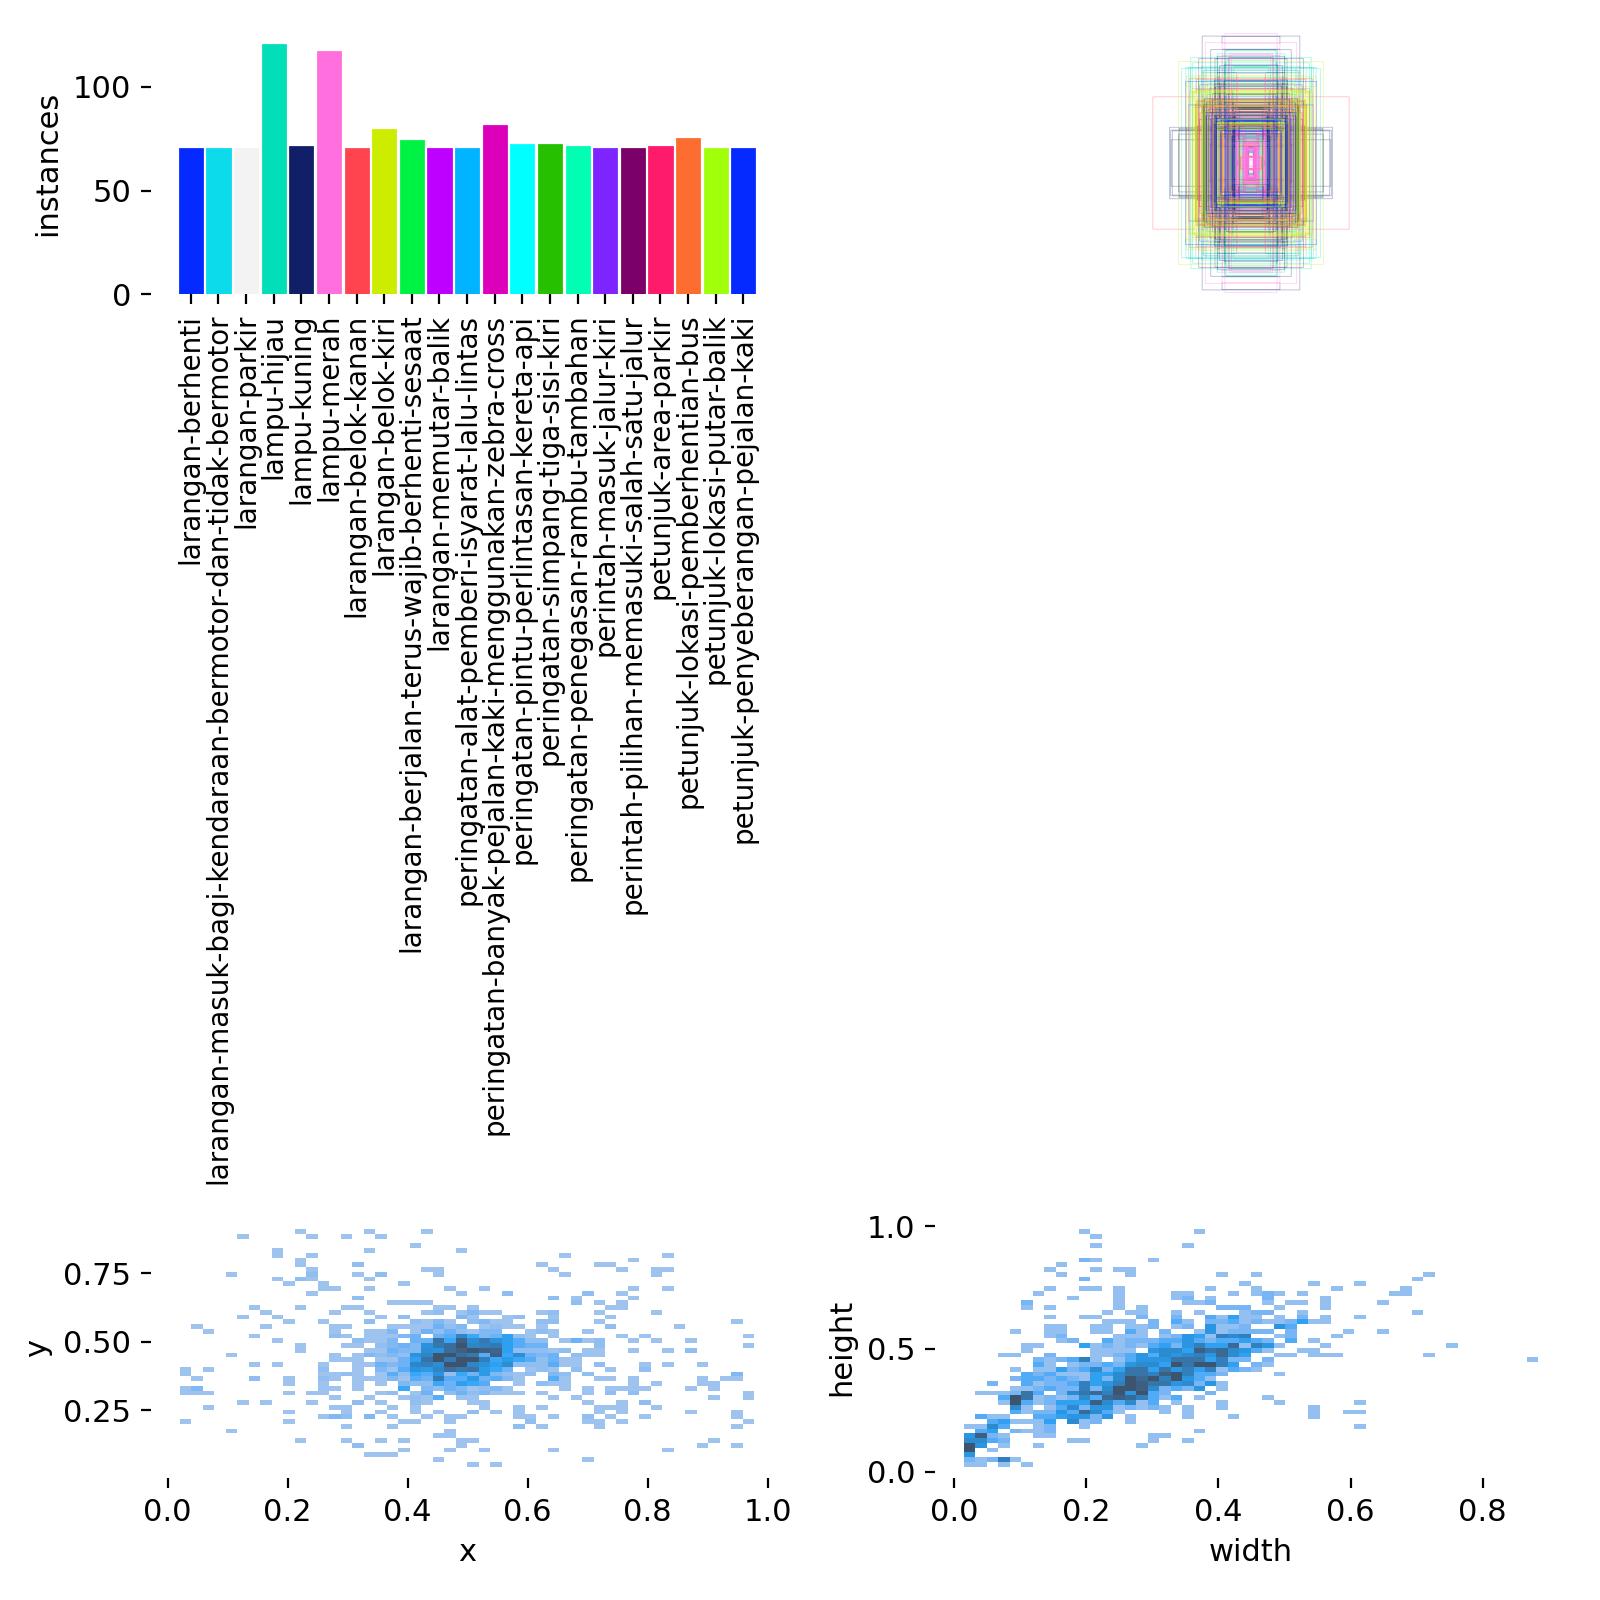 instances
100
50
0
larangan-berhenti
larangan-masuk-bagi-kendaraan-bermotor-dan-tidak-bermotor
larangan-parkir
lampu-hijau
lampu-kuning
lampu-merah
larangan-belok-kanan
larangan-belok-kiri
larangan-berjalan-terus-wajib-berhenti-sesaat
larangan-memutar-balik
peringatan-alat-pemberi-isyarat-lalu-lintas
peringatan-banyak-pejalan-kaki-menggunakan-zebra-cross
peringatan-pintu-perlintasan-kereta-api
peringatan-simpang-tiga-sisi-kiri
peringatan-penegasan-rambu-tambahan
perintah-masuk-jalur-kiri
perintah-pilihan-memasuki-salah-satu-jalur
petunjuk-area-parkir
petunjuk-lokasi-pemberhentian-bus
petunjuk-lokasi-putar-balik
petunjuk-penyeberangan-pejalan-kaki
y
0.75
0.50
0.25
0.0 0.2 0.4 0.6 0.8 1.0
x
height
1.0
0.5
0.0
0.0 0.2 0.4 0.6 0.8
width